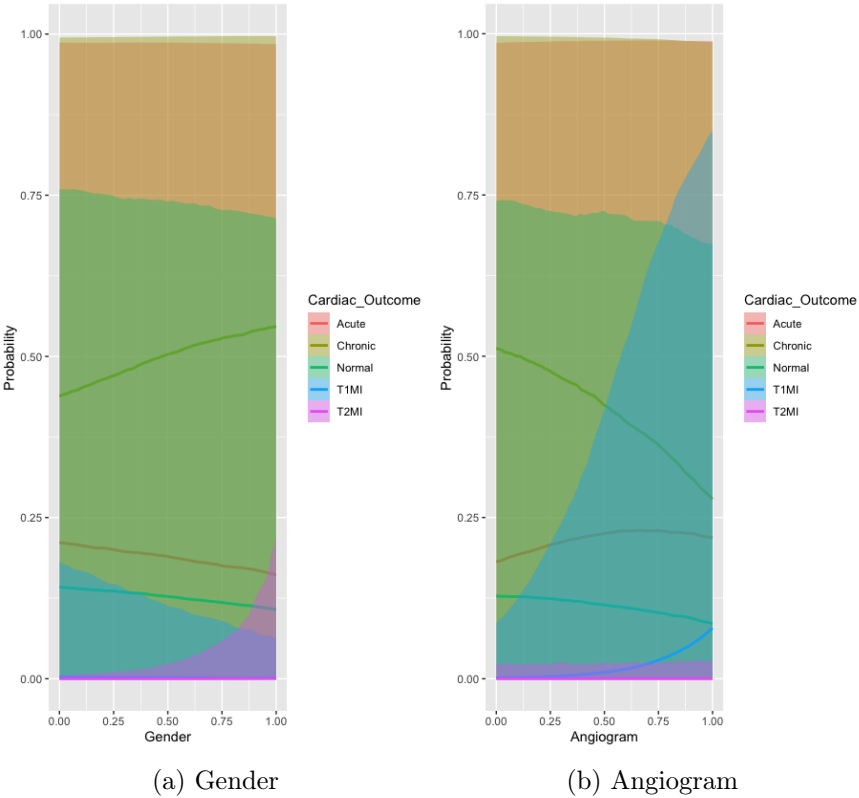 1.00
0.75
0.50
0.25
0.00
Probability
0.00 0.25 0.50 0.75 1.00
Gender
Cardiac_Outcome
Acute
Chronic
Normal
T1MI
T2MI
(a) Gender
1.00
0.75
0.50
0.25
0.00
Probability
0.00 0.25 0.50 0.75 1.00
Angiogram
Cardiac_Outcome
Acute
Chronic
Normal
T1MI
T2MI
(b) Angiogram